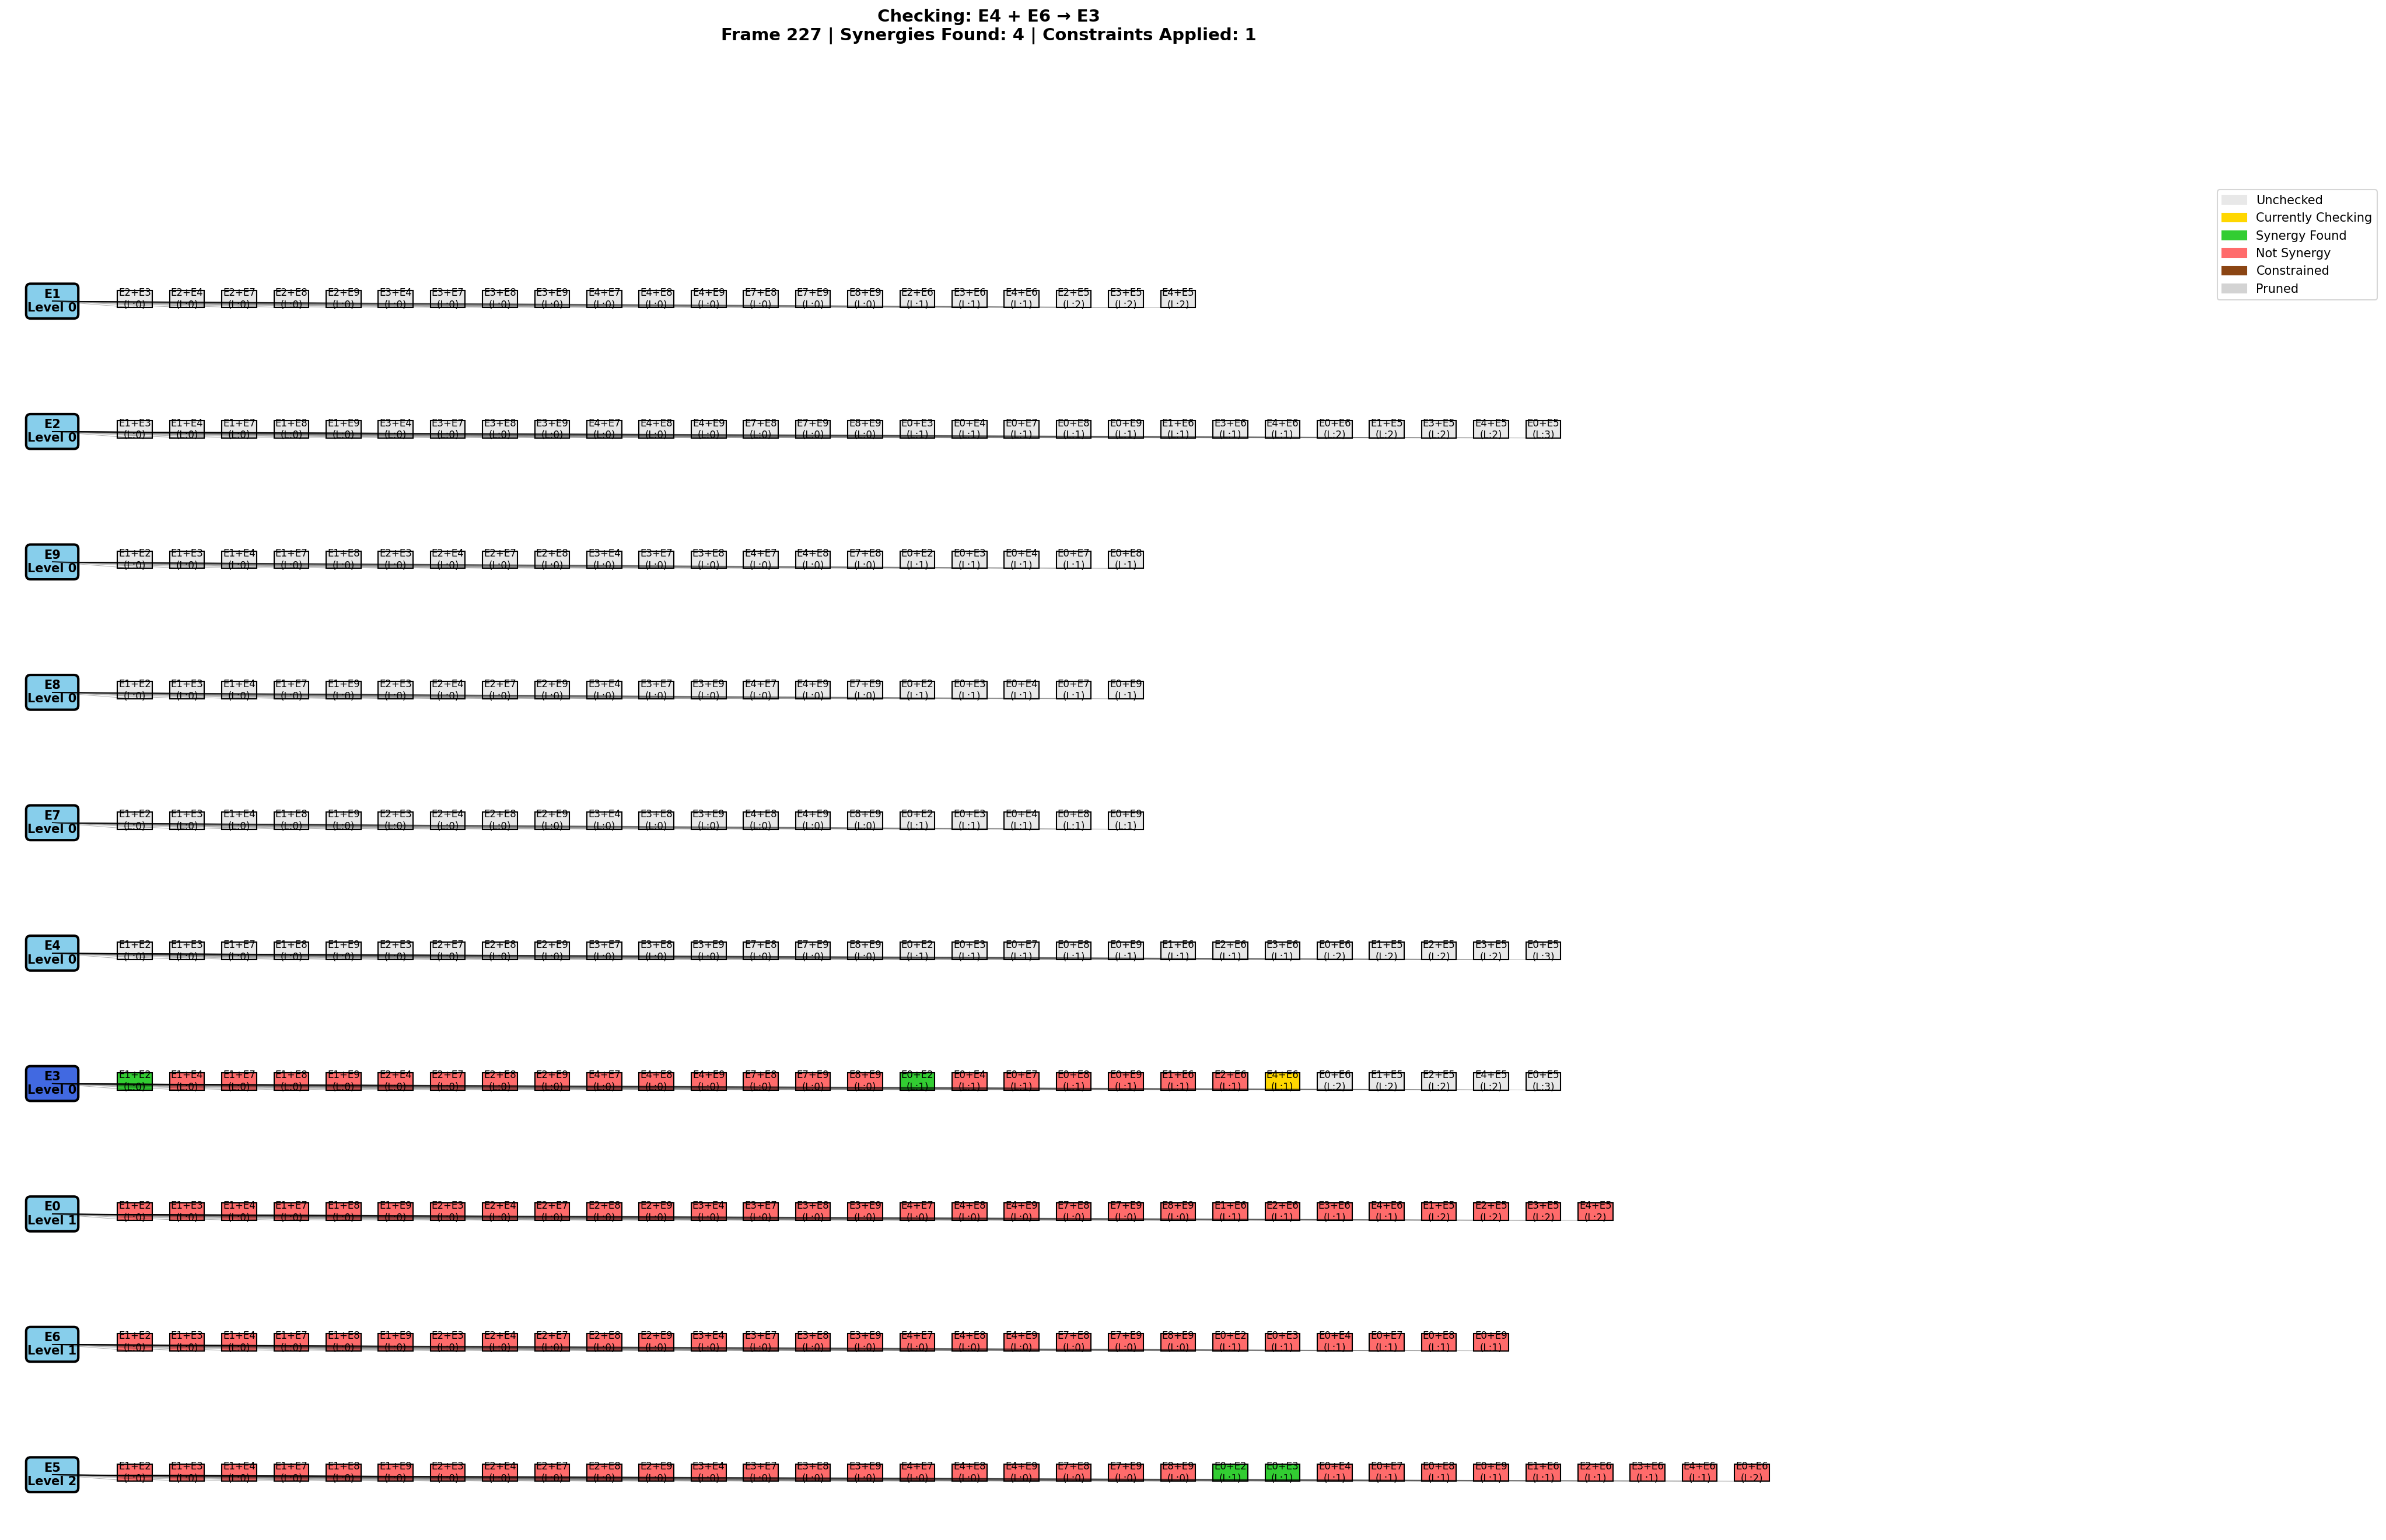 Checking: E4 + E6 → E3
Frame 227 | Synergies Found: 4 | Constraints Applied: 1
Unchecked
Currently Checking
Synergy Found
Not Synergy
Constrained
Pruned
E1
Level 0
E2+E3 E2+E4 E2+E7 E2+E8 E2+E9 E3+E4 E3+E7 E3+E8 E3+E9 E4+E7 E4+E8 E4+E9 E7+E8 E7+E9 E8+E9 E2+E6 E3+E6 E4+E6 E2+E5 E3+E5 E4+E5
(L:0) (L:0) (L:0) (L:0) (L:0) (L:0) (L:0) (L:0) (L:0) (L:0) (L:0) (L:0) (L:0) (L:0) (L:0) (L:1) (L:1) (L:1) (L:2) (L:2) (L:2)
E2
Level 0
E1+E3 E1+E4 E1+E7 E1+E8 E1+E9 E3+E4 E3+E7 E3+E8 E3+E9 E4+E7 E4+E8 E4+E9 E7+E8 E7+E9 E8+E9 E0+E3 E0+E4 E0+E7 E0+E8 E0+E9 E1+E6 E3+E6 E4+E6 E0+E6 E1+E5 E3+E5 E4+E5 E0+E5
(L:0) (L:0) (L:0) (L:0) (L:0) (L:0) (L:0) (L:0) (L:0) (L:0) (L:0) (L:0) (L:0) (L:0) (L:0) (L:1) (L:1) (L:1) (L:1) (L:1) (L:1) (L:1) (L:1) (L:2) (L:2) (L:2) (L:2) (L:3)
E9
Level 0
E1+E2 E1+E3 E1+E4 E1+E7 E1+E8 E2+E3 E2+E4 E2+E7 E2+E8 E3+E4 E3+E7 E3+E8 E4+E7 E4+E8 E7+E8 E0+E2 E0+E3 E0+E4 E0+E7 E0+E8
(L:0) (L:0) (L:0) (L:0) (L:0) (L:0) (L:0) (L:0) (L:0) (L:0) (L:0) (L:0) (L:0) (L:0) (L:0) (L:1) (L:1) (L:1) (L:1) (L:1)
E8
Level 0
E1+E2 E1+E3 E1+E4 E1+E7 E1+E9 E2+E3 E2+E4 E2+E7 E2+E9 E3+E4 E3+E7 E3+E9 E4+E7 E4+E9 E7+E9 E0+E2 E0+E3 E0+E4 E0+E7 E0+E9
(L:0) (L:0) (L:0) (L:0) (L:0) (L:0) (L:0) (L:0) (L:0) (L:0) (L:0) (L:0) (L:0) (L:0) (L:0) (L:1) (L:1) (L:1) (L:1) (L:1)
E7
Level 0
E1+E2 E1+E3 E1+E4 E1+E8 E1+E9 E2+E3 E2+E4 E2+E8 E2+E9 E3+E4 E3+E8 E3+E9 E4+E8 E4+E9 E8+E9 E0+E2 E0+E3 E0+E4 E0+E8 E0+E9
(L:0) (L:0) (L:0) (L:0) (L:0) (L:0) (L:0) (L:0) (L:0) (L:0) (L:0) (L:0) (L:0) (L:0) (L:0) (L:1) (L:1) (L:1) (L:1) (L:1)
E4
Level 0
E1+E2 E1+E3 E1+E7 E1+E8 E1+E9 E2+E3 E2+E7 E2+E8 E2+E9 E3+E7 E3+E8 E3+E9 E7+E8 E7+E9 E8+E9 E0+E2 E0+E3 E0+E7 E0+E8 E0+E9 E1+E6 E2+E6 E3+E6 E0+E6 E1+E5 E2+E5 E3+E5 E0+E5
(L:0) (L:0) (L:0) (L:0) (L:0) (L:0) (L:0) (L:0) (L:0) (L:0) (L:0) (L:0) (L:0) (L:0) (L:0) (L:1) (L:1) (L:1) (L:1) (L:1) (L:1) (L:1) (L:1) (L:2) (L:2) (L:2) (L:2) (L:3)
E3
Level 0
E1+E2 E1+E4 E1+E7 E1+E8 E1+E9 E2+E4 E2+E7 E2+E8 E2+E9 E4+E7 E4+E8 E4+E9 E7+E8 E7+E9 E8+E9 E0+E2 E0+E4 E0+E7 E0+E8 E0+E9 E1+E6 E2+E6 E4+E6 E0+E6 E1+E5 E2+E5 E4+E5 E0+E5
(L:0) (L:0) (L:0) (L:0) (L:0) (L:0) (L:0) (L:0) (L:0) (L:0) (L:0) (L:0) (L:0) (L:0) (L:0) (L:1) (L:1) (L:1) (L:1) (L:1) (L:1) (L:1) (L:1) (L:2) (L:2) (L:2) (L:2) (L:3)
E0
Level 1
E1+E2 E1+E3 E1+E4 E1+E7 E1+E8 E1+E9 E2+E3 E2+E4 E2+E7 E2+E8 E2+E9 E3+E4 E3+E7 E3+E8 E3+E9 E4+E7 E4+E8 E4+E9 E7+E8 E7+E9 E8+E9 E1+E6 E2+E6 E3+E6 E4+E6 E1+E5 E2+E5 E3+E5 E4+E5
(L:0) (L:0) (L:0) (L:0) (L:0) (L:0) (L:0) (L:0) (L:0) (L:0) (L:0) (L:0) (L:0) (L:0) (L:0) (L:0) (L:0) (L:0) (L:0) (L:0) (L:0) (L:1) (L:1) (L:1) (L:1) (L:2) (L:2) (L:2) (L:2)
E6
Level 1
E1+E2 E1+E3 E1+E4 E1+E7 E1+E8 E1+E9 E2+E3 E2+E4 E2+E7 E2+E8 E2+E9 E3+E4 E3+E7 E3+E8 E3+E9 E4+E7 E4+E8 E4+E9 E7+E8 E7+E9 E8+E9 E0+E2 E0+E3 E0+E4 E0+E7 E0+E8 E0+E9
(L:0) (L:0) (L:0) (L:0) (L:0) (L:0) (L:0) (L:0) (L:0) (L:0) (L:0) (L:0) (L:0) (L:0) (L:0) (L:0) (L:0) (L:0) (L:0) (L:0) (L:0) (L:1) (L:1) (L:1) (L:1) (L:1) (L:1)
E5
Level 2
E1+E2 E1+E3 E1+E4 E1+E7 E1+E8 E1+E9 E2+E3 E2+E4 E2+E7 E2+E8 E2+E9 E3+E4 E3+E7 E3+E8 E3+E9 E4+E7 E4+E8 E4+E9 E7+E8 E7+E9 E8+E9 E0+E2 E0+E3 E0+E4 E0+E7 E0+E8 E0+E9 E1+E6 E2+E6 E3+E6 E4+E6 E0+E6
(L:0) (L:0) (L:0) (L:0) (L:0) (L:0) (L:0) (L:0) (L:0) (L:0) (L:0) (L:0) (L:0) (L:0) (L:0) (L:0) (L:0) (L:0) (L:0) (L:0) (L:0) (L:1) (L:1) (L:1) (L:1) (L:1) (L:1) (L:1) (L:1) (L:1) (L:1) (L:2)